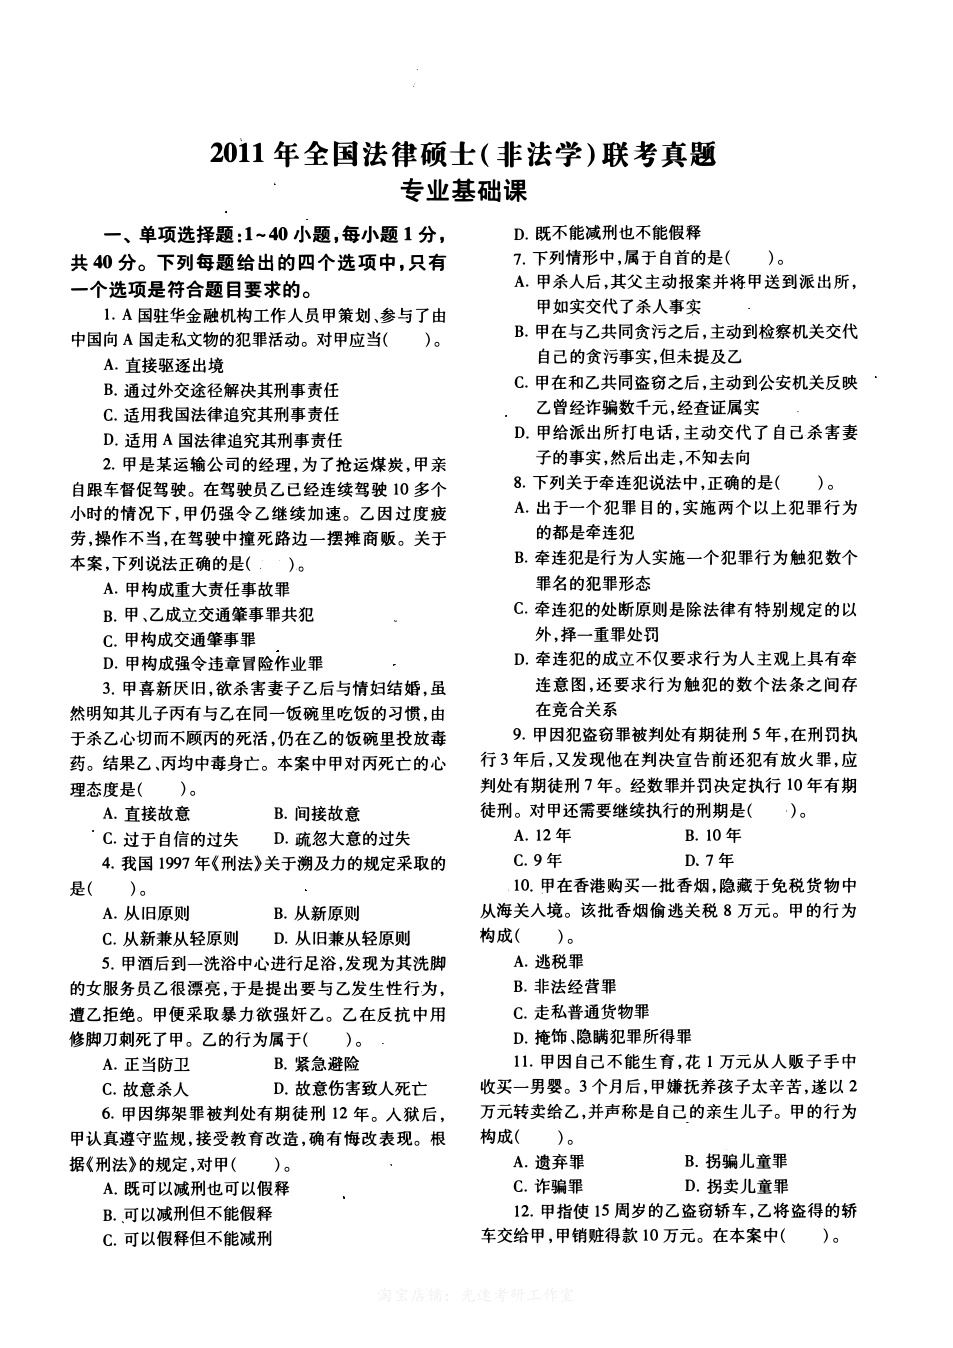 2011年全国法律硕士(非法学)联考真题
专业基础课
一、单项选择题:1~40小题,每小题1分,
共40分。下列每题给出的四个选项中,只有
一个选项是符合题目要求的。
1. A国驻华金融机构工作人员甲策划、参与了由
中国向A国走私文物的犯罪活动。对甲应当( )。
A. 直接驱逐出境
B. 通过外交途径解决其刑事责任
C. 适用我国法律追究其刑事责任
D. 适用A国法律追究其刑事责任
2. 甲是某运输公司的经理,为了抢运煤炭,甲亲
自跟车督促驾驶。在驾驶员乙已经连续驾驶10多个
小时的情况下,甲仍强令乙继续加速。乙因过度疲
劳,操作不当,在驾驶中撞死路边一摆摊商贩。关于
本案,下列说法正确的是( )。
A. 甲构成重大责任事故罪
B. 甲、乙成立交通肇事罪共犯
C. 甲构成交通肇事罪
D. 甲构成强令违章冒险作业罪
3. 甲喜新厌旧,欲杀害妻子乙后与情妇结婚,虽
然明知其儿子丙有与乙在同一饭碗里吃饭的习惯,由
于杀乙心切而不顾丙的死活,仍在乙的饭碗里投放毒
药。结果乙、丙均中毒身亡。本案中甲对丙死亡的心
理态度是( )。
A. 直接故意 B. 间接故意
C. 过于自信的过失 D. 疏忽大意的过失
4. 我国1997年《刑法》关于溯及力的规定采取的
是( )。
A. 从旧原则 B. 从新原则
C. 从新兼从轻原则 D. 从旧兼从轻原则
5. 甲酒后到一洗浴中心进行足浴,发现为其洗脚
的女服务员乙很漂亮,于是提出要与乙发生性行为,
遭乙拒绝。甲便采取暴力欲强奸乙。乙在反抗中用
修脚刀刺死了甲。乙的行为属于( )。
A. 正当防卫 B. 紧急避险
C. 故意杀人 D. 故意伤害致人死亡
6. 甲因绑架罪被判处有期徒刑12年。入狱后,
甲认真遵守监规,接受教育改造,确有悔改表现。根
据《刑法》的规定,对甲( )。
A. 既可以减刑也可以假释
B. 可以减刑但不能假释
C. 可以假释但不能减刑
D. 既不能减刑也不能假释
7. 下列情形中,属于自首的是( )。
A. 甲杀人后,其父主动报案并将甲送到派出所,
甲如实交代了杀人事实
B. 甲在与乙共同贪污之后,主动到检察机关交代
自己的贪污事实,但未提及乙
C. 甲在和乙共同盗窃之后,主动到公安机关反映
乙曾经诈骗数千元,经查证属实
D. 甲给派出所打电话,主动交代了自己杀害妻
子的事实,然后出走,不知去向
8. 下列关于牵连犯说法中,正确的是( )。
A. 出于一个犯罪目的,实施两个以上犯罪行为
的都是牵连犯
B. 牵连犯是行为人实施一个犯罪行为触犯数个
罪名的犯罪形态
C. 牵连犯的处断原则是除法律有特别规定的以
外,择一重罪处罚
D. 牵连犯的成立不仅要求行为人主观上具有牵
连意图,还要求行为触犯的数个法条之间存
在竞合关系
9. 甲因犯盗窃罪被判处有期徒刑5年,在刑罚执
行3年后,又发现他在判决宣告前还犯有放火罪,应
判处有期徒刑7年。经数罪并罚决定执行10年有期
徒刑。对甲还需要继续执行的刑期是( )。
A. 12年 B. 10年
C. 9年 D. 7年
10. 甲在香港购买一批香烟,隐藏于免税货物中
从海关入境。该批香烟偷逃关税8万元。甲的行为
构成( )。
A. 逃税罪
B. 非法经营罪
C. 走私普通货物罪
D. 掩饰、隐瞒犯罪所得罪
11. 甲因自己不能生育,花1万元从人贩子手中
收买一男婴。3个月后,甲嫌抚养孩子太辛苦,遂以2
万元转卖给乙,并声称是自己的亲生儿子。甲的行为
构成( )。
A. 遗弃罪 B. 拐骗儿童罪
C. 诈骗罪 D. 拐卖儿童罪
12. 甲指使15周岁的乙盗窃轿车,乙将盗得的轿
车交给甲,甲销赃得款10万元。在本案中( )。
淘宝店铺：光速考研工作室